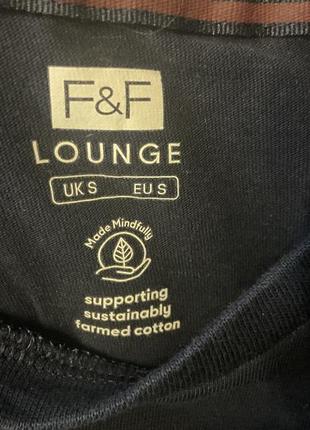 F&F
LOUNGE
UK S EU S
Made Mindfully
supporting
sustainably
farmed cotton